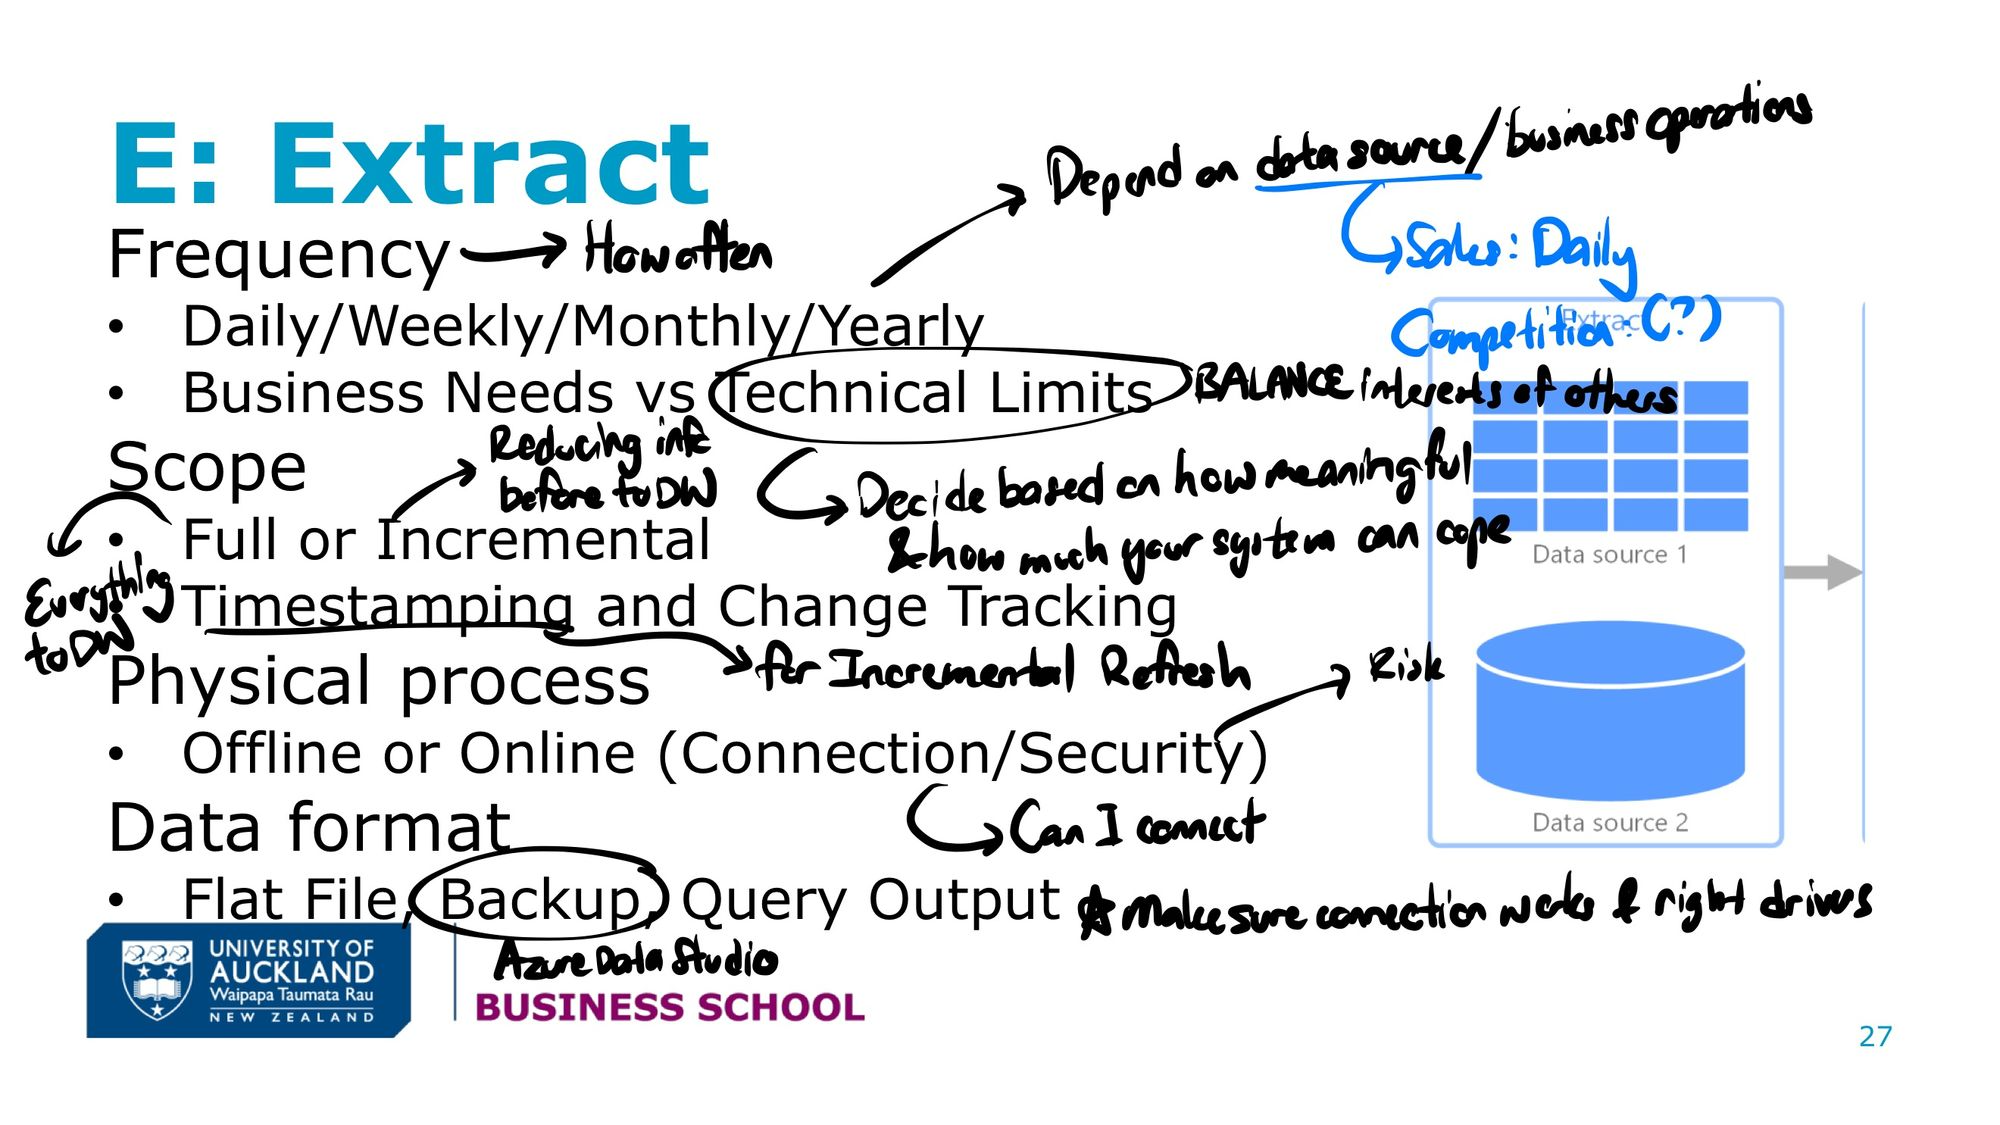 E: Extract
Depend on data source/business operations
Frequency
How often
Sales: Daily
Competition: (?)
Extract
• Daily/Weekly/Monthly/Yearly
• Business Needs vs Technical Limits
BALANCE interests of others
Scope
Reducing info
before to DW
Decide based on how meaningful
& how much your system can cope
• Full or Incremental
Data source 1
Everything
to DW
• Timestamping and Change Tracking
for Incremental Refresh
Risk
Physical process
• Offline or Online (Connection/Security)
Can I connect
Data source 2
Data format
• Flat File, Backup, Query Output
☆ Make sure connection works & right drivers
Azure Data Studio
UNIVERSITY OF
AUCKLAND
Waipapa Taumata Rau
NEW ZEALAND
BUSINESS SCHOOL
27